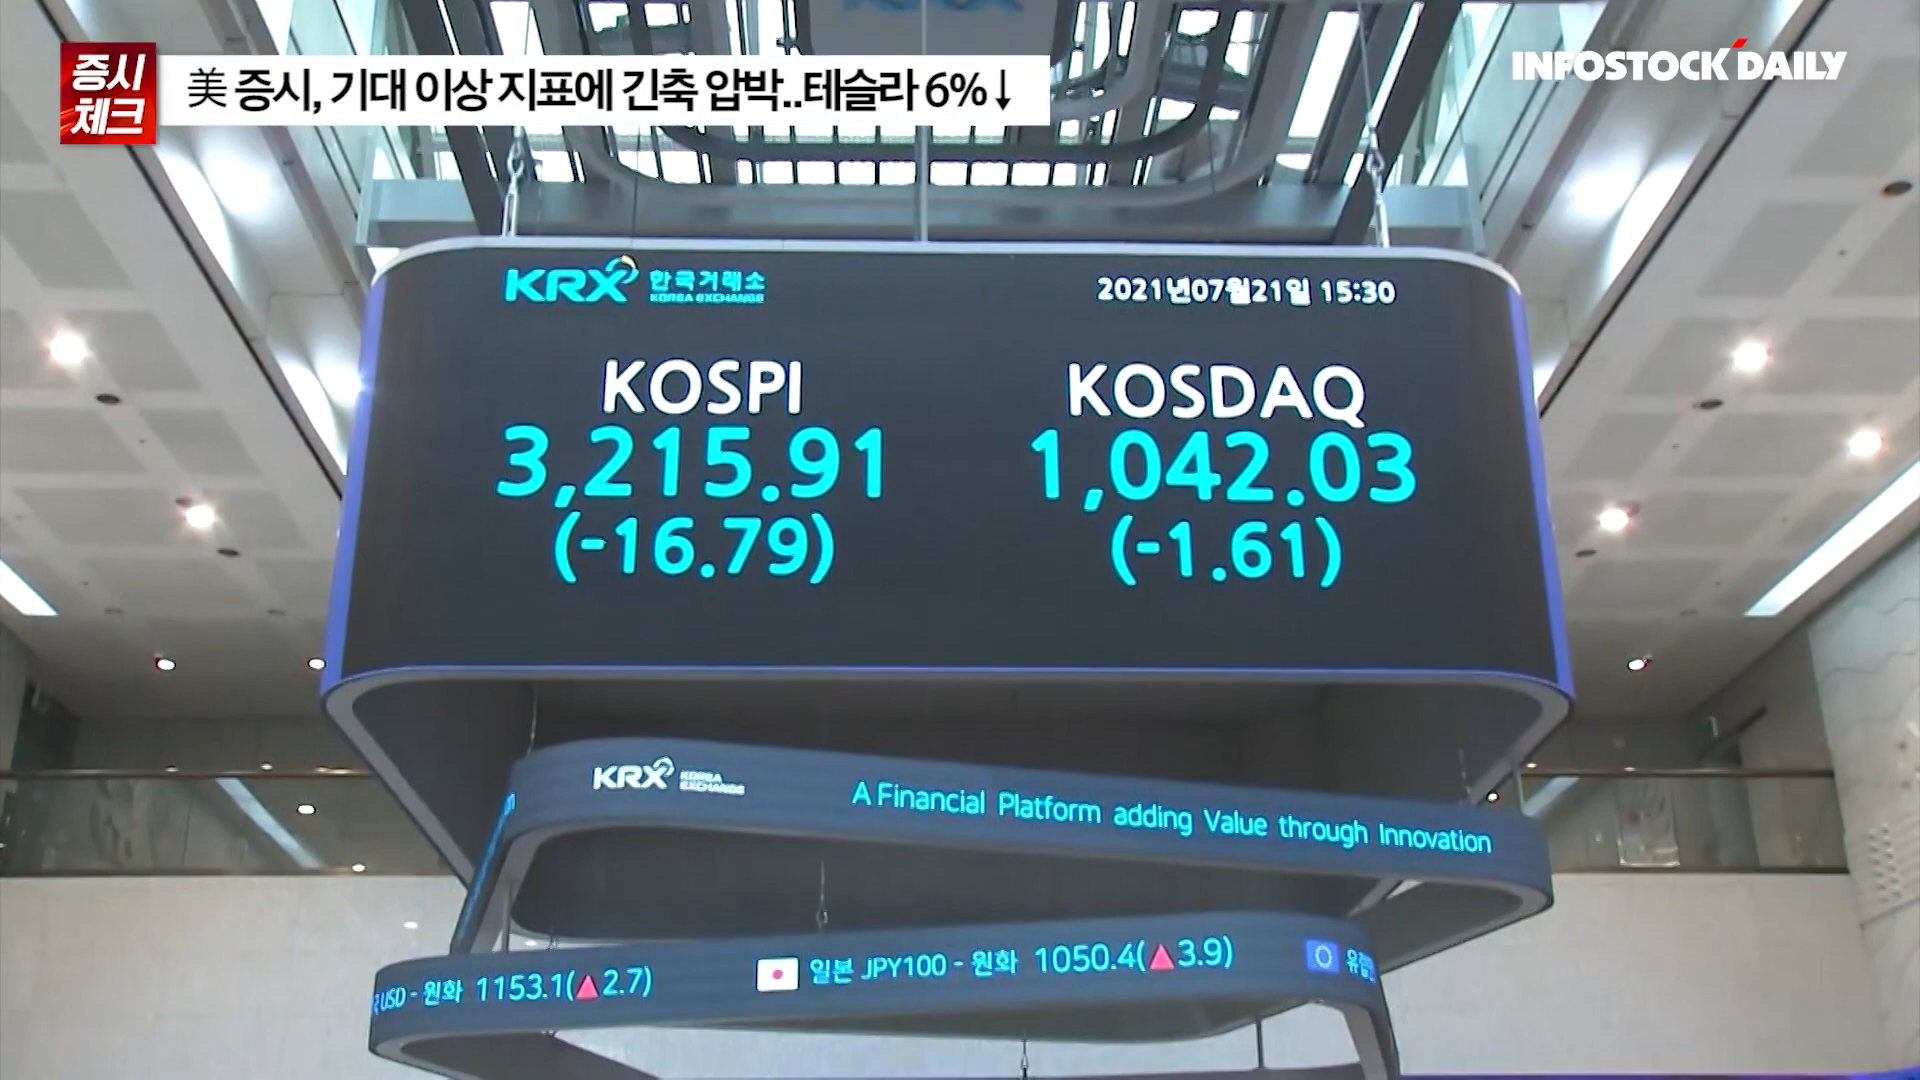 증시
체크
美 증시, 기대 이상 지표에 긴축 압박..테슬라 6%↓
INFOSTOCK DAILY
KRX
KRX 한국거래소
KOREA EXCHANGE
2021년07월21일 15:30
KOSPI
3,215.91
(-16.79)
KOSDAQ
1,042.03
(-1.61)
KRX KOREA
EXCHANGE
A Financial Platform adding Value through Innovation
USD - 원화 1153.1(▲2.7)
일본 JPY100 - 원화 1050.4(▲3.9)
유럽